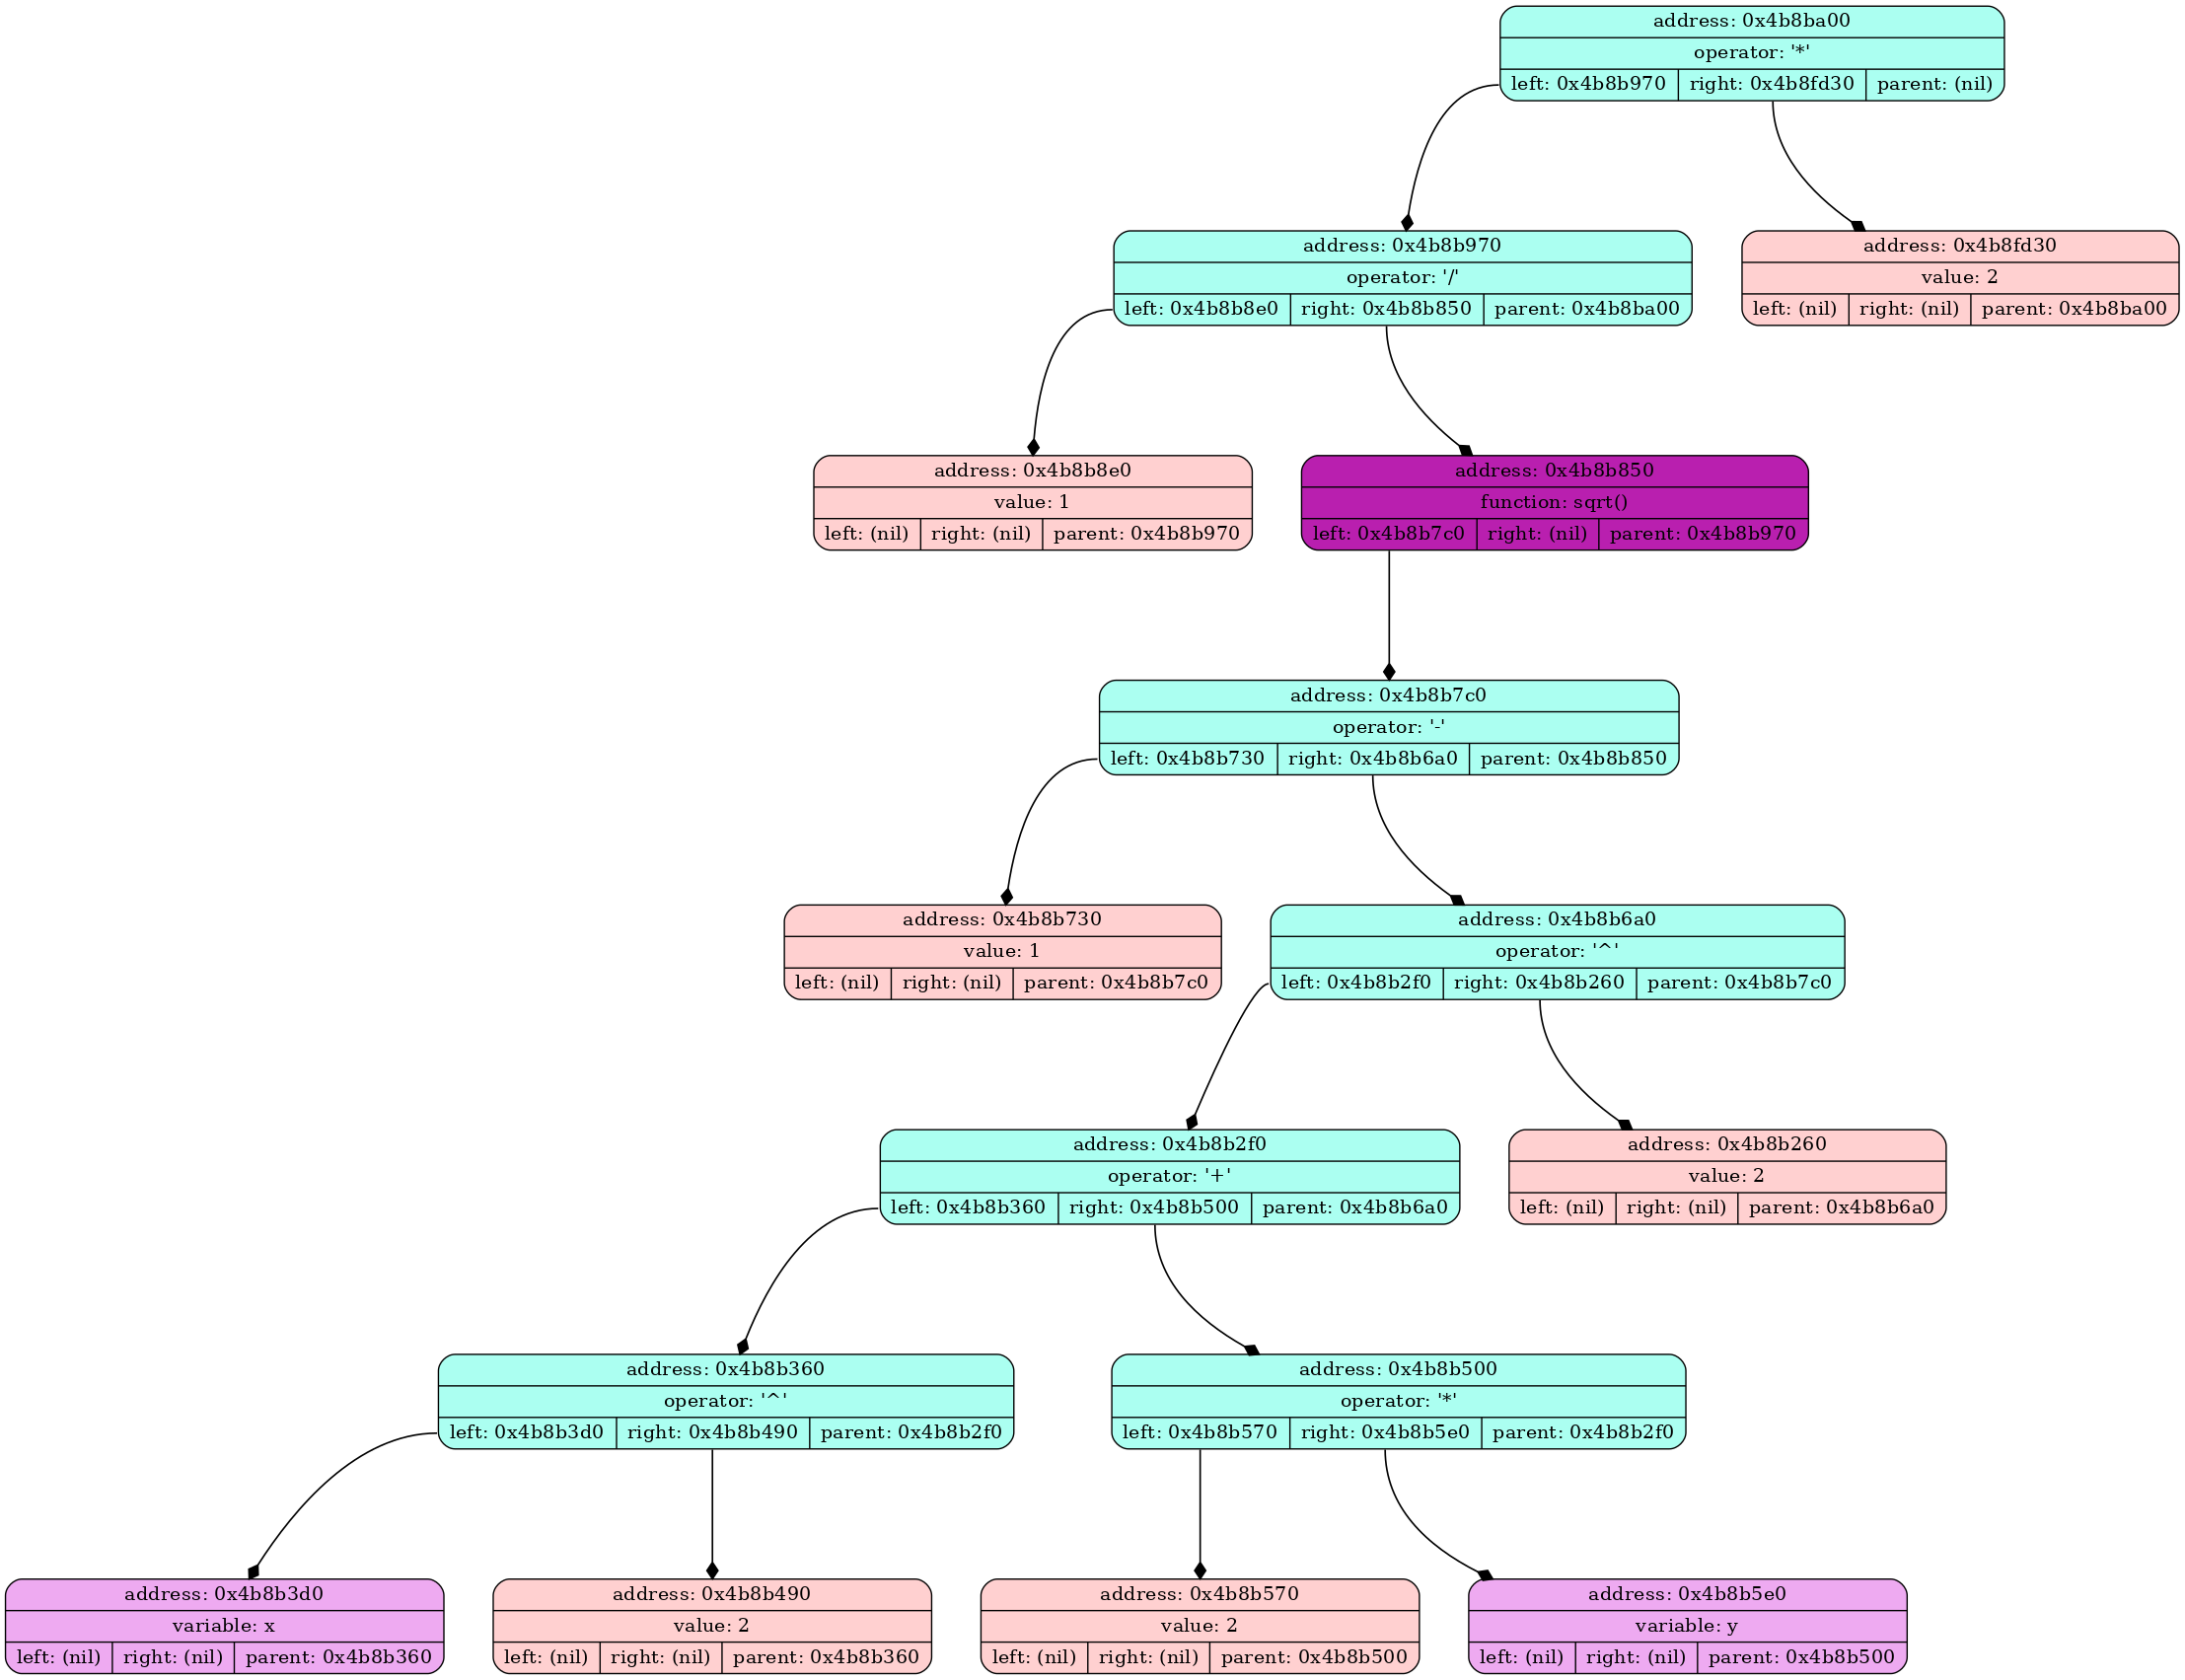 address: 0x4b8ba00
operator: '*'
left: 0x4b8b970 right: 0x4b8fd30 parent: (nil)
address: 0x4b8b970
operator: '/'
left: 0x4b8b8e0 right: 0x4b8b850 parent: 0x4b8ba00
address: 0x4b8fd30
value: 2
left: (nil) right: (nil) parent: 0x4b8ba00
address: 0x4b8b8e0
value: 1
left: (nil) right: (nil) parent: 0x4b8b970
address: 0x4b8b850
function: sqrt()
left: 0x4b8b7c0 right: (nil) parent: 0x4b8b970
address: 0x4b8b7c0
operator: '-'
left: 0x4b8b730 right: 0x4b8b6a0 parent: 0x4b8b850
address: 0x4b8b730
value: 1
left: (nil) right: (nil) parent: 0x4b8b7c0
address: 0x4b8b6a0
operator: '^'
left: 0x4b8b2f0 right: 0x4b8b260 parent: 0x4b8b7c0
address: 0x4b8b2f0
operator: '+'
left: 0x4b8b360 right: 0x4b8b500 parent: 0x4b8b6a0
address: 0x4b8b260
value: 2
left: (nil) right: (nil) parent: 0x4b8b6a0
address: 0x4b8b360
operator: '^'
left: 0x4b8b3d0 right: 0x4b8b490 parent: 0x4b8b2f0
address: 0x4b8b500
operator: '*'
left: 0x4b8b570 right: 0x4b8b5e0 parent: 0x4b8b2f0
address: 0x4b8b3d0
variable: x
left: (nil) right: (nil) parent: 0x4b8b360
address: 0x4b8b490
value: 2
left: (nil) right: (nil) parent: 0x4b8b360
address: 0x4b8b570
value: 2
left: (nil) right: (nil) parent: 0x4b8b500
address: 0x4b8b5e0
variable: y
left: (nil) right: (nil) parent: 0x4b8b500